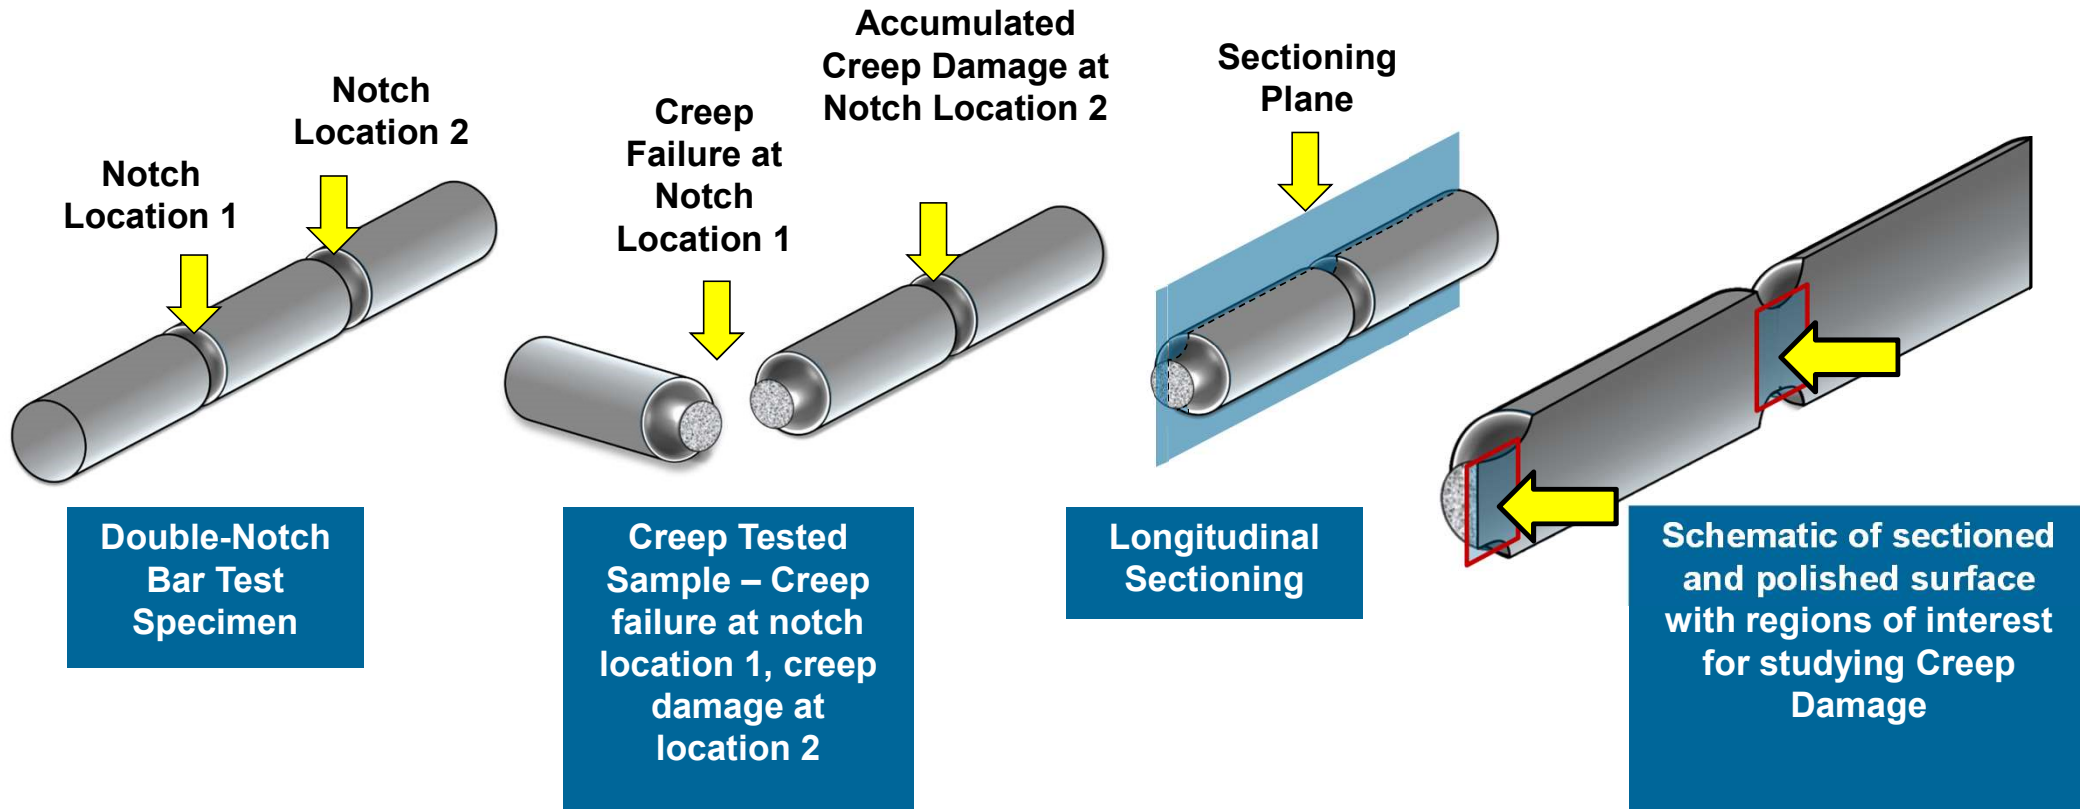 Notch
Location 1
Notch
Location 2
Creep
Failure at
Notch
Location 1
Accumulated
Creep Damage at
Notch Location 2
Sectioning
Plane
Double-Notch
Bar Test
Specimen
Creep Tested
Sample – Creep
failure at notch
location 1, creep
damage at
location 2
Longitudinal
Sectioning
Schematic of sectioned
and polished surface
with regions of interest
for studying Creep
Damage